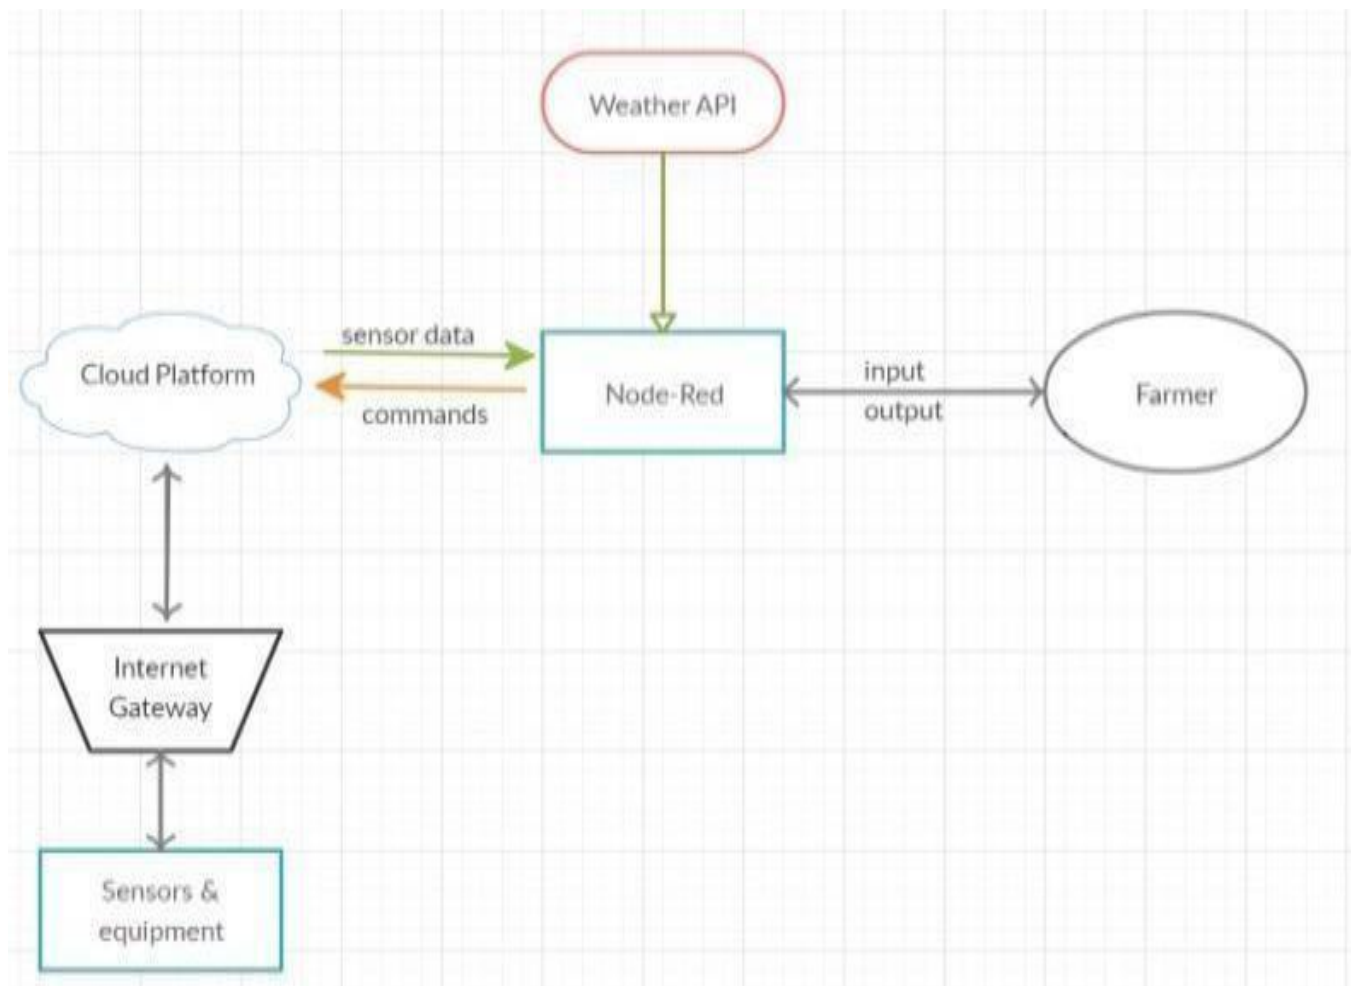 Weather API
sensor data
Cloud Platform
commands
Node-Red
input
output
Farmer
Internet
Gateway
Sensors &
equipment